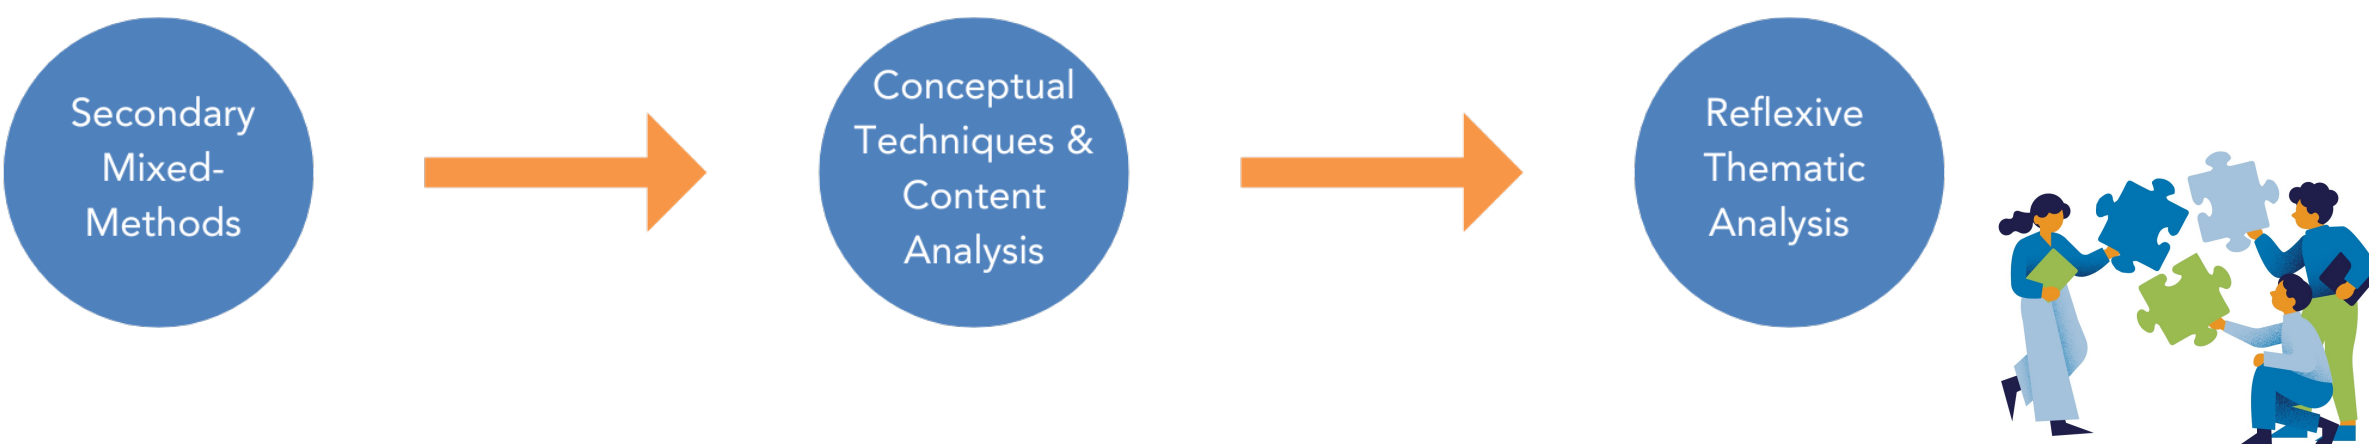 Secondary
Mixed-
Methods
Conceptual
Techniques &
Content
Analysis
Reflexive
Thematic
Analysis